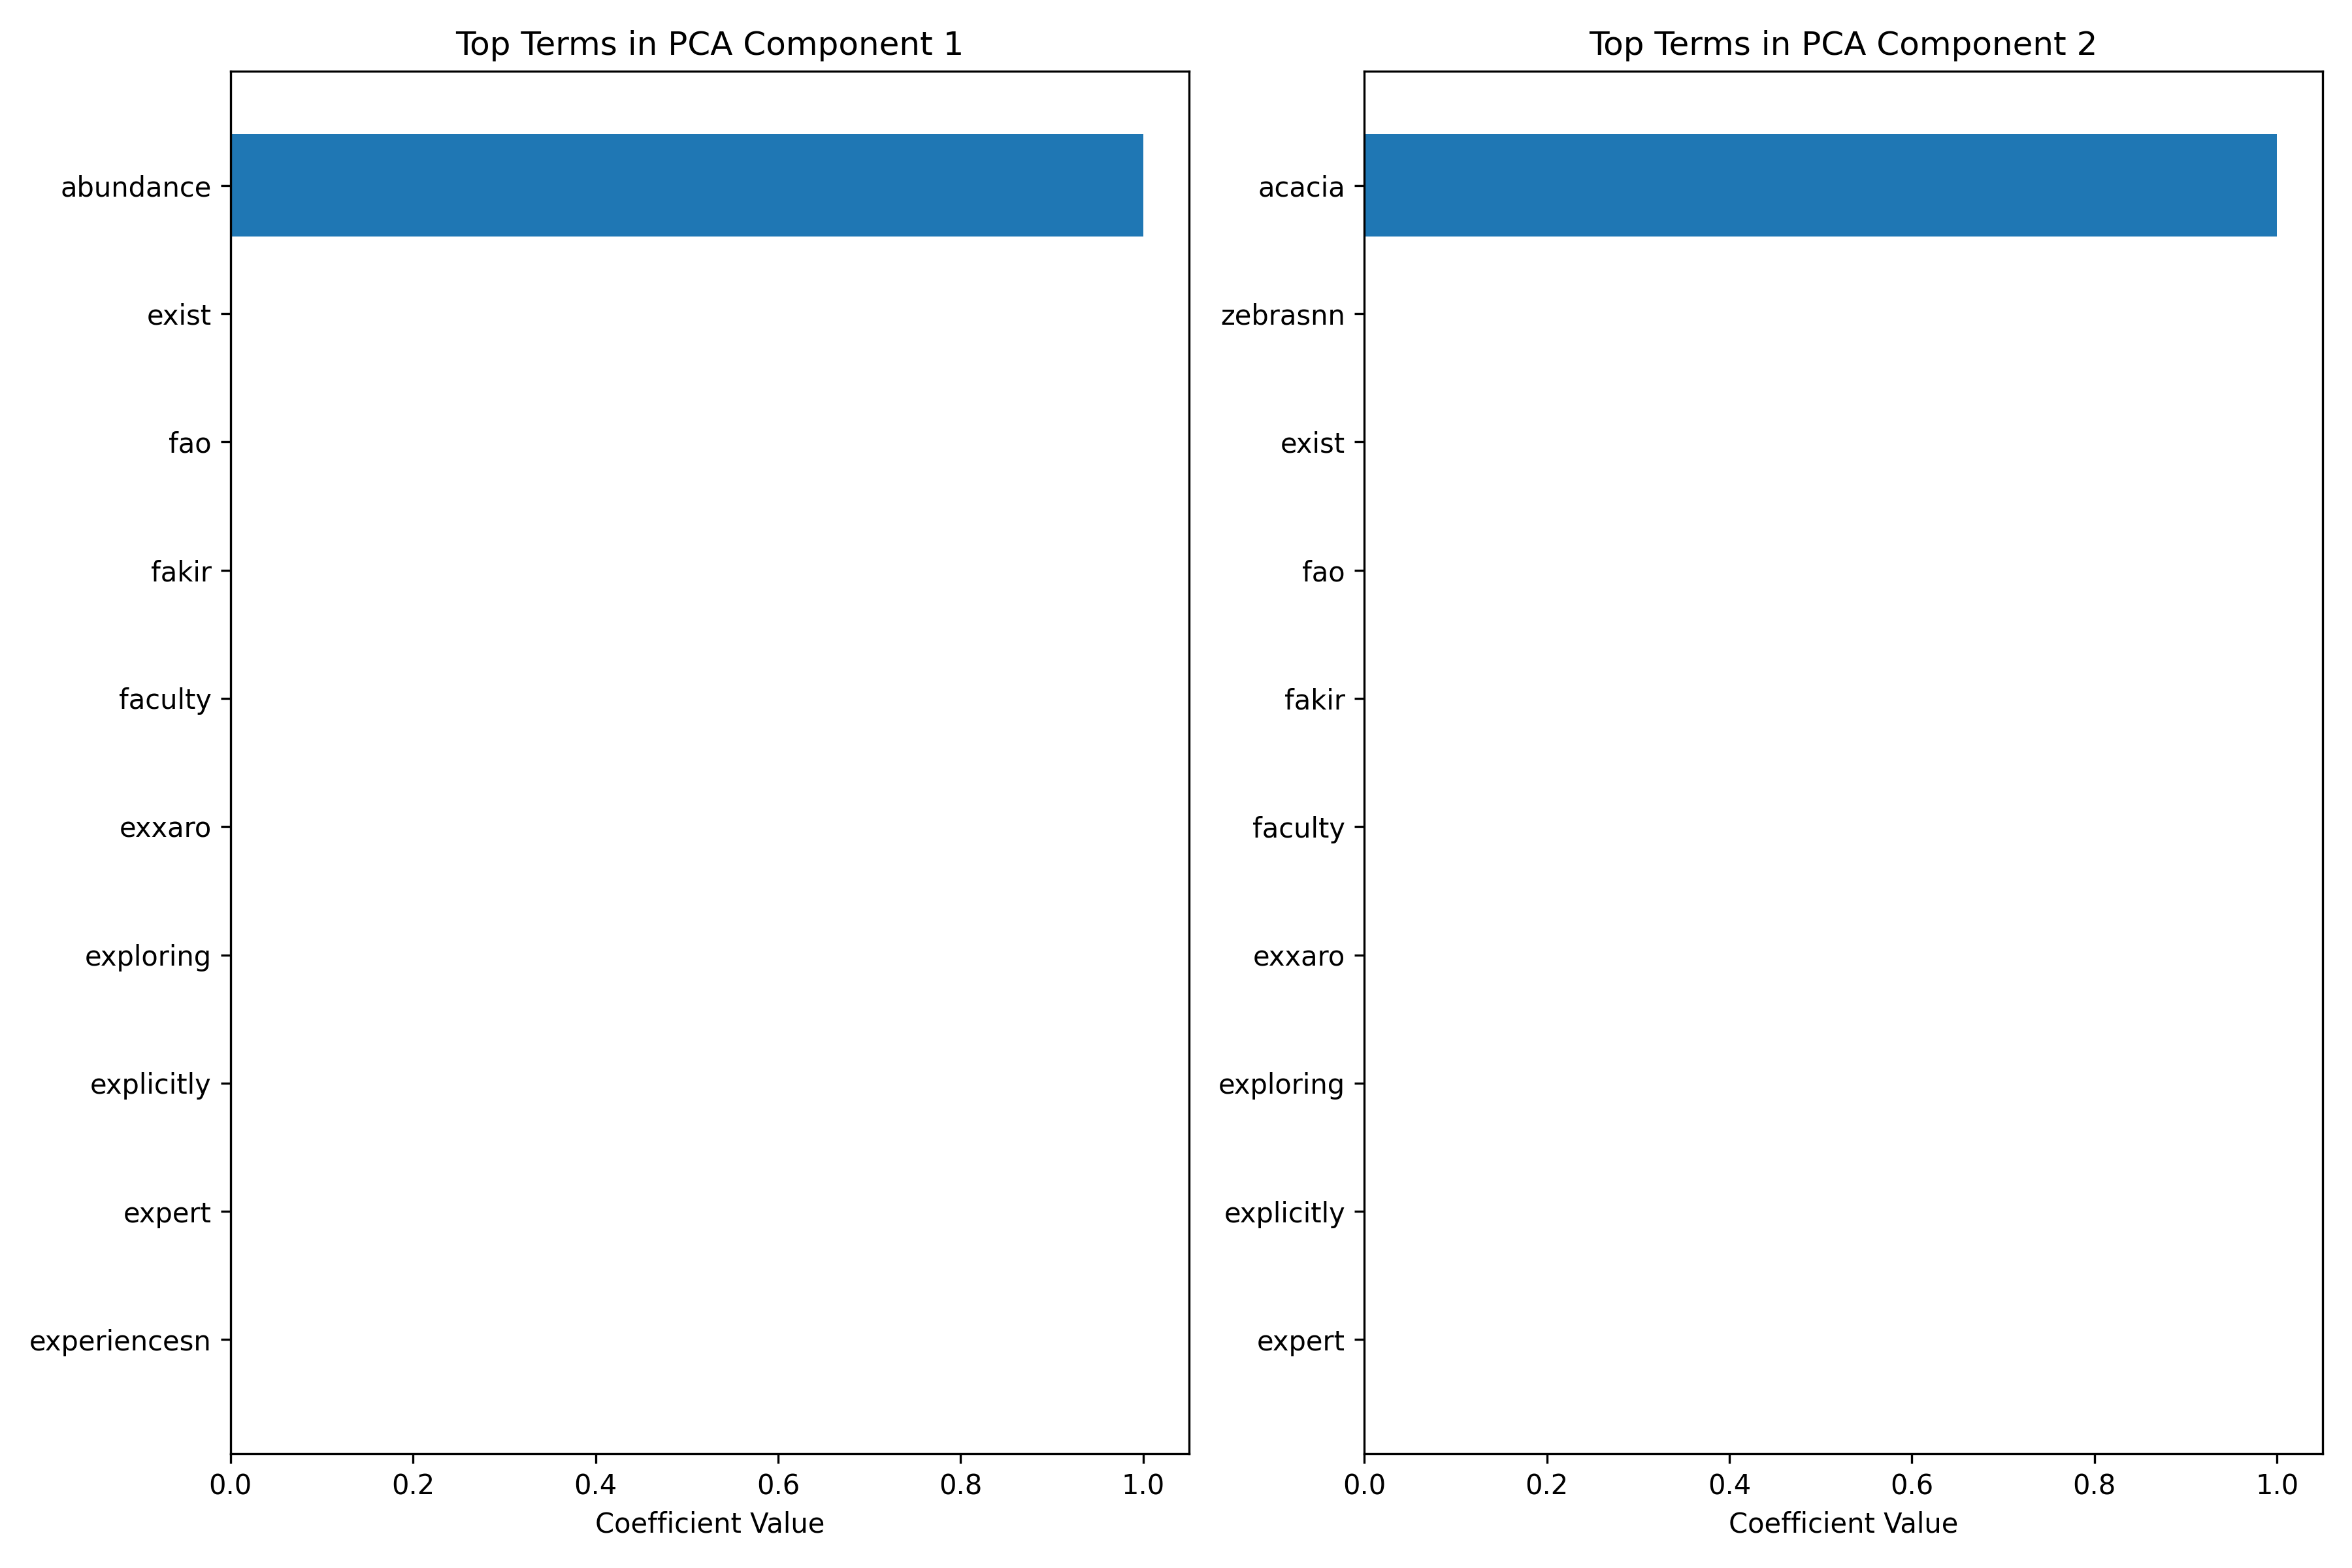 Top Terms in PCA Component 1
abundance
exist
fao
fakir
faculty
exxaro
exploring
explicitly
expert
experiencesn
0.0 0.2 0.4 0.6 0.8 1.0
Coefficient Value
Top Terms in PCA Component 2
acacia
zebrasnn
exist
fao
fakir
faculty
exxaro
exploring
explicitly
expert
0.0 0.2 0.4 0.6 0.8 1.0
Coefficient Value